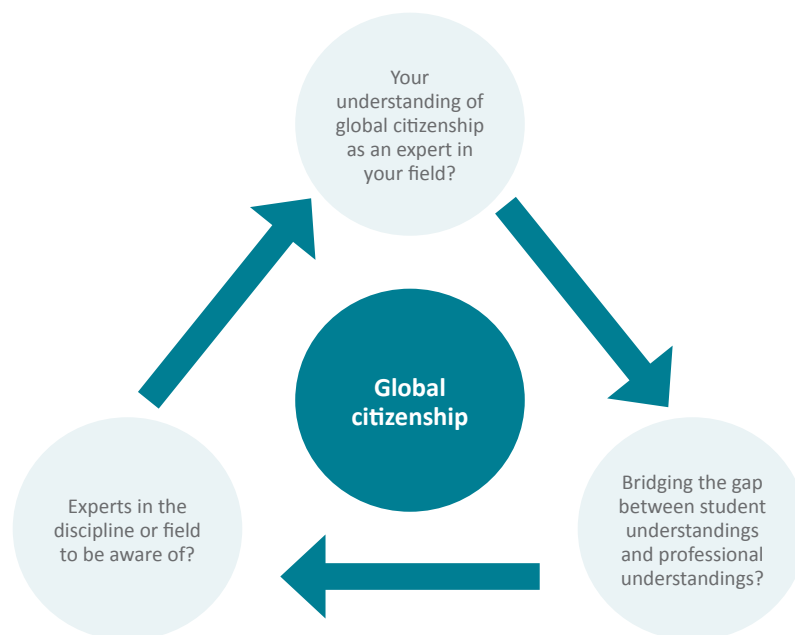 Your
understanding of
global citizenship
as an expert in
your field?
Global
citizenship
Experts in the
discipline or field
to be aware of?
Bridging the gap
between student
understandings
and professional
understandings?